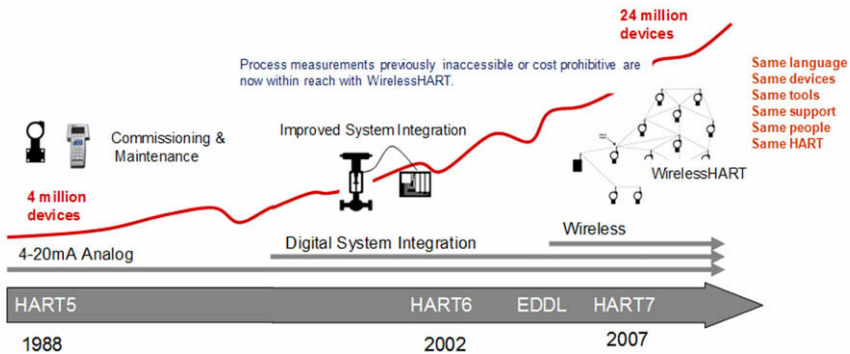 24 million
devices
Process measurements previously inaccessible or cost prohibitive are
now within reach with WirelessHART.
Same language
Same devices
Same tools
Same support
Same people
Same HART
Commissioning &
Maintenance
Improved System Integration
WirelessHART
4 million
devices
4-20mA Analog
Digital System Integration
Wireless
HART5
HART6
EDDL
HART7
1988
2002
2007